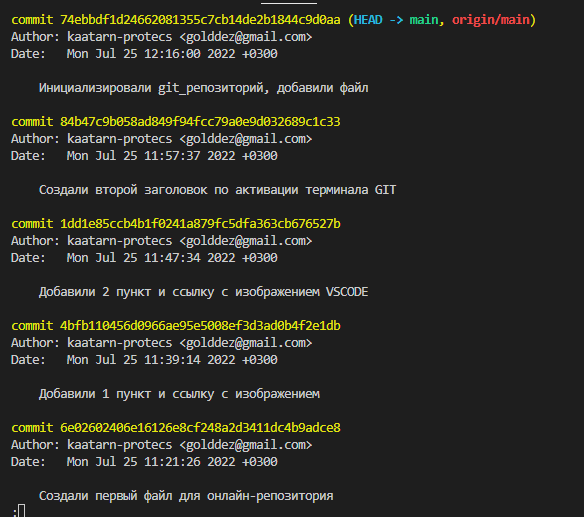 commit 74ebbdf1d24662081355c7cb14de2b1844c9d0aa (HEAD -> main, origin/main)
Author: kaatarn-protecs <golddez@gmail.com>
Date:   Mon Jul 25 12:16:00 2022 +0300
Инициализировали git_репозиторий, добавили файл
commit 84b47c9b058ad849f94fcc79a0e9d032689c1c33
Author: kaatarn-protecs <golddez@gmail.com>
Date:   Mon Jul 25 11:57:37 2022 +0300
Создали второй заголовок по активации терминала GIT
commit 1dd1e85ccb4b1f0241a879fc5dfa363cb676527b
Author: kaatarn-protecs <golddez@gmail.com>
Date:   Mon Jul 25 11:47:34 2022 +0300
Добавили 2 пункт и ссылку с изображением VSCODE
commit 4bfb110456d0966ae95e5008ef3d3ad0b4f2e1db
Author: kaatarn-protecs <golddez@gmail.com>
Date:   Mon Jul 25 11:39:14 2022 +0300
Добавили 1 пункт и ссылку с изображением
commit 6e02602406e16126e8cf248a2d3411dc4b9adce8
Author: kaatarn-protecs <golddez@gmail.com>
Date:   Mon Jul 25 11:21:26 2022 +0300
Создали первый файл для онлайн-репозитория
: